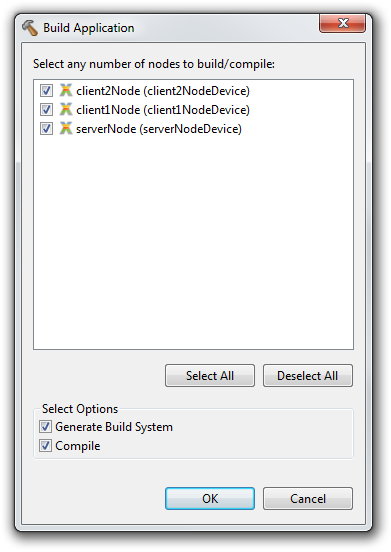 Build Application
Select any number of nodes to build/compile:
client2Node (client2NodeDevice)
client1Node (client1NodeDevice)
serverNode (serverNodeDevice)
Select All
Deselect All
Select Options
Generate Build System
Compile
OK
Cancel